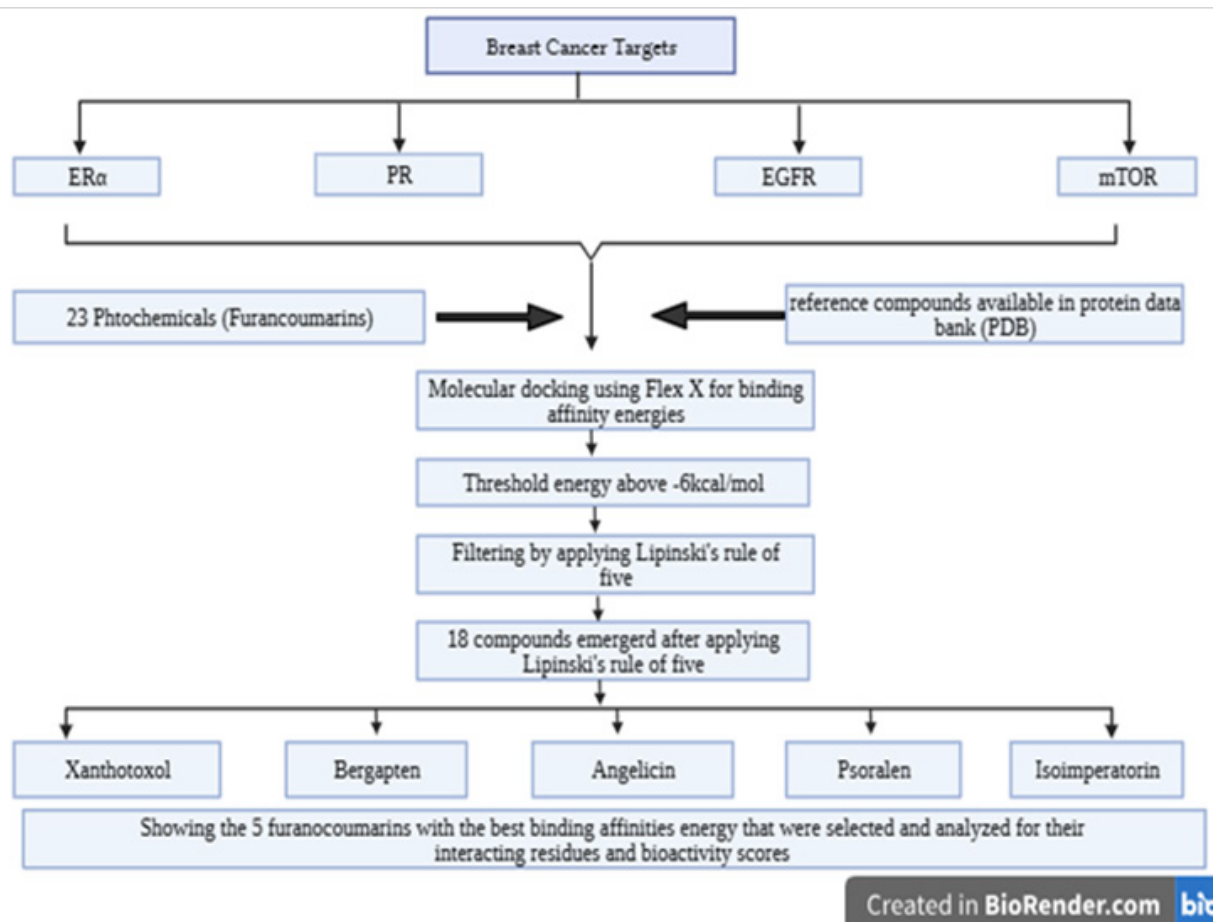 Breast Cancer Targets
ERα
PR
EGFR
mTOR
23 Phtochemicals (Furancoumarins)
reference compounds available in protein data
bank (PDB)
Molecular docking using Flex X for binding
affinity energies
Threshold energy above -6kcal/mol
Filtering by applying Lipinski's rule of
five
18 compounds emergerd after applying
Lipinski's rule of five
Xanthotoxol
Bergapten
Angelicin
Psoralen
Isoimperatorin
Showing the 5 furanocoumarins with the best binding affinities energy that were selected and analyzed for their
interacting residues and bioactivity scores
Created in BioRender.com
bio